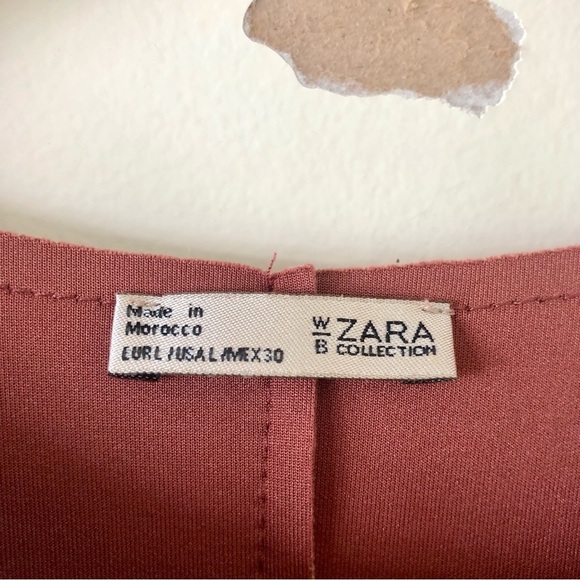 Made in
Morocco
EUR L /USA L /MEX 30
W
B
ZARA
COLLECTION